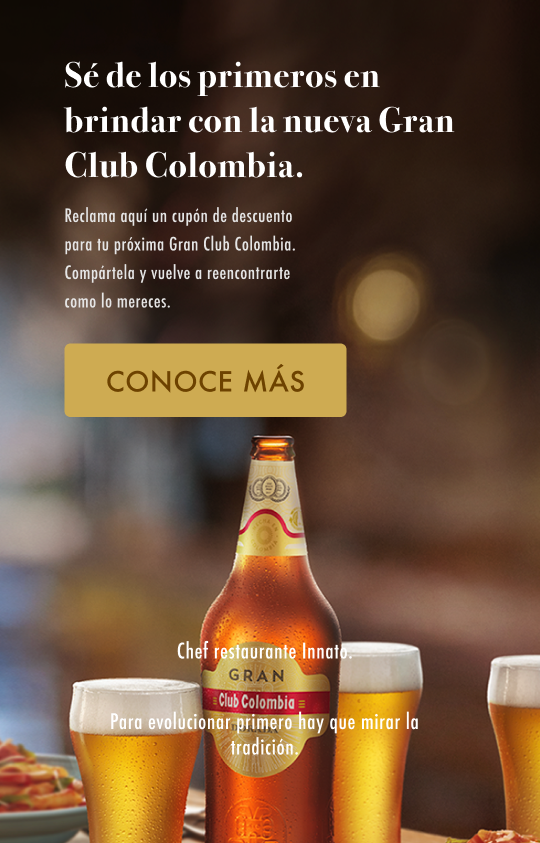 Sé de los primeros en
brindar con la nueva Gran
Club Colombia.
Reclama aquí un cupón de descuento
para tu próxima Gran Club Colombia.
Compártela y vuelve a reencontrarte
como lo mereces.
CONOCE MÁS
Chef restaurante Innato.
GRAN
Club Colombia
Para evolucionar primero hay que mirar la
tradición.